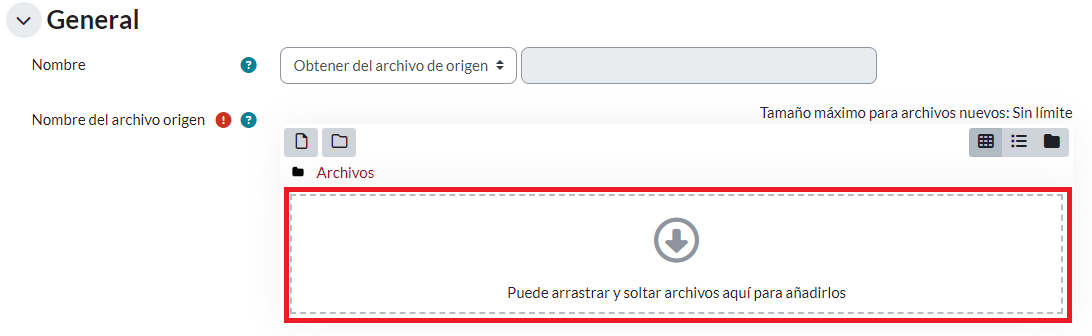 General
Nombre
Obtener del archivo de origen
Nombre del archivo origen
Tamaño máximo para archivos nuevos: Sin límite
Archivos
Puede arrastrar y soltar archivos aquí para añadirlos